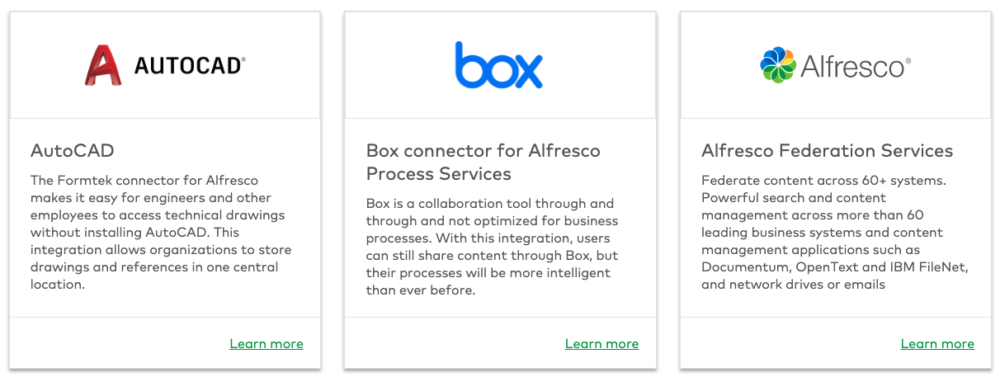 AUTOCAD®
AutoCAD
The Formtek connector for Alfresco
makes it easy for engineers and other
employees to access technical drawings
without installing AutoCAD. This
integration allows organizations to store
drawings and references in one central
location.
Learn more
box
Box connector for Alfresco
Process Services
Box is a collaboration tool through and
through and not optimized for business
processes. With this integration, users
can still share content through Box, but
their processes will be more intelligent
than ever before.
Learn more
Alfresco®
Alfresco Federation Services
Federate content across 60+ systems.
Powerful search and content
management across more than 60
leading business systems and content
management applications such as
Documentum, OpenText and IBM FileNet,
and network drives or emails
Learn more